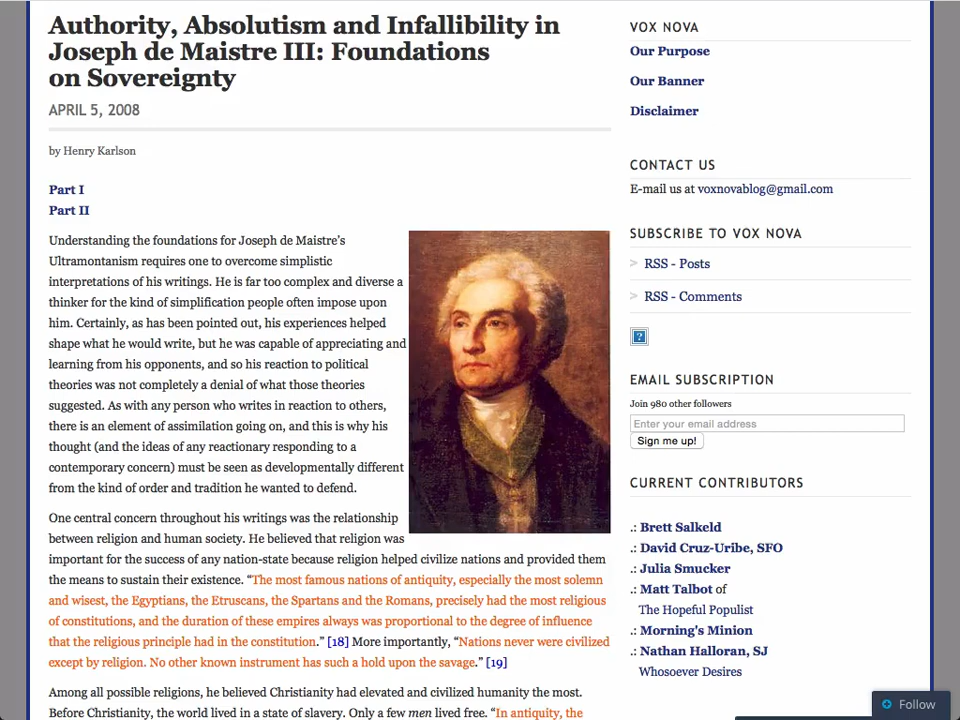 Authority, Absolutism and Infallibility in
Joseph de Maistre III: Foundations
on Sovereignty
APRIL 5, 2008
by Henry Karlson
Part I
Part II
Understanding the foundations for Joseph de Maistre's
Ultramontanism requires one to overcome simplistic
interpretations of his writings. He is far too complex and diverse a
thinker for the kind of simplification people often impose upon
him. Certainly, as has been pointed out, his experiences helped
shape what he would write, but he was capable of appreciating and
learning from his opponents, and so his reaction to political
theories was not completely a denial of what those theories
suggested. As with any person who writes in reaction to others,
there is an element of assimilation going on, and this is why his
thought (and the ideas of any reactionary responding to a
contemporary concern) must be seen as developmentally different
from the kind of order and tradition he wanted to defend.
One central concern throughout his writings was the relationship
between religion and human society. He believed that religion was
important for the success of any nation-state because religion helped civilize nations and provided them
the means to sustain their existence. “The most famous nations of antiquity, especially the most solemn
and wisest, the Egyptians, the Etruscans, the Spartans and the Romans, precisely had the most religious
of constitutions, and the duration of these empires always was proportional to the degree of influence
that the religious principle had in the constitution.” [18] More importantly, “Nations never were civilized
except by religion. No other known instrument has such a hold upon the savage.” [19]
Among all possible religions, he believed Christianity had elevated and civilized humanity the most.
Before Christianity, the world lived in a state of slavery. Only a few men lived free. “In antiquity, the
VOX NOVA
Our Purpose
Our Banner
Disclaimer
CONTACT US
E-mail us at voxnovablog@gmail.com
SUBSCRIBE TO VOX NOVA
> RSS - Posts
> RSS - Comments
?
EMAIL SUBSCRIPTION
Join 980 other followers
Enter your email address
Sign me up!
CURRENT CONTRIBUTORS
.: Brett Salkeld
.: David Cruz-Uribe, SFO
.: Julia Smucker
.: Matt Talbot of
The Hopeful Populist
.: Morning's Minion
.: Nathan Halloran, SJ
Whosoever Desires
Follow